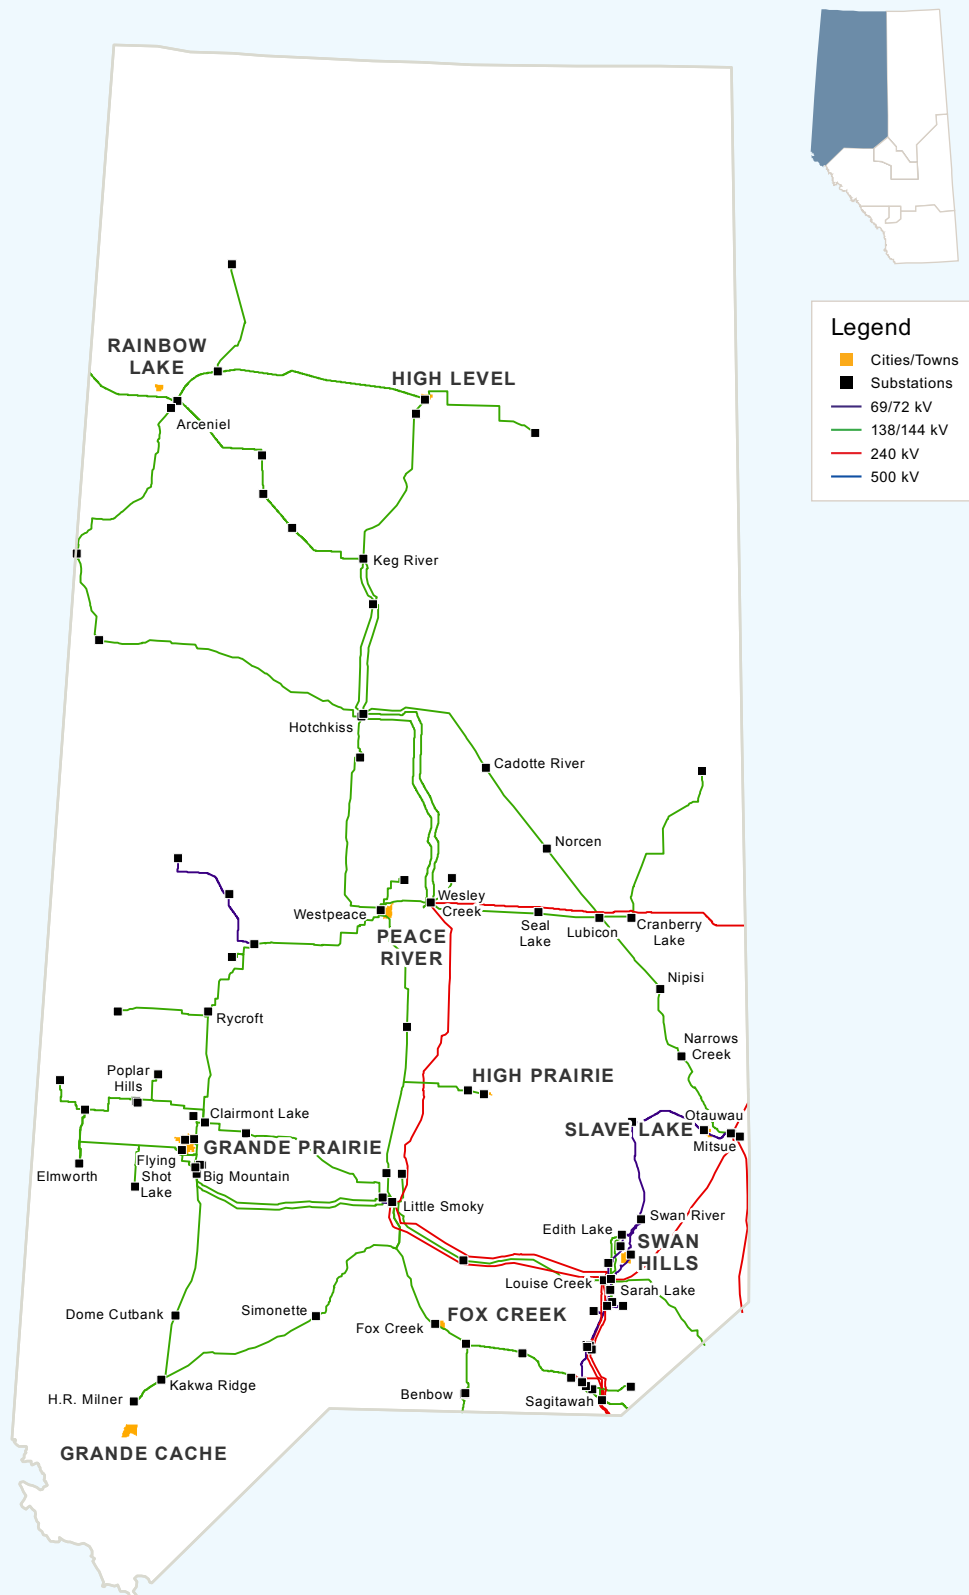 RAINBOW
LAKE
Arceniel
HIGH LEVEL
Legend
Cities/Towns
Substations
69/72 kV
138/144 kV
240 kV
500 kV
Keg River
Hotchkiss
Cadotte River
Norcen
Westpeace
Wesley
Creek
PEACE
RIVER
Seal
Lake
Lubicon
Cranberry
Lake
Nipisi
Rycroft
Narrows
Creek
Poplar
Hills
HIGH PRAIRIE
Clairmont Lake
Otauwau
SLAVE LAKE
Mitsue
GRANDE PRAIRIE
Elmworth
Flying
Shot
Lake
Big Mountain
Little Smoky
Swan River
Edith Lake
SWAN
HILLS
Louise Creek
Sarah Lake
Dome Cutbank
Simonette
FOX CREEK
Fox Creek
Kakwa Ridge
H.R. Milner
Benbow
Sagitawah
GRANDE CACHE